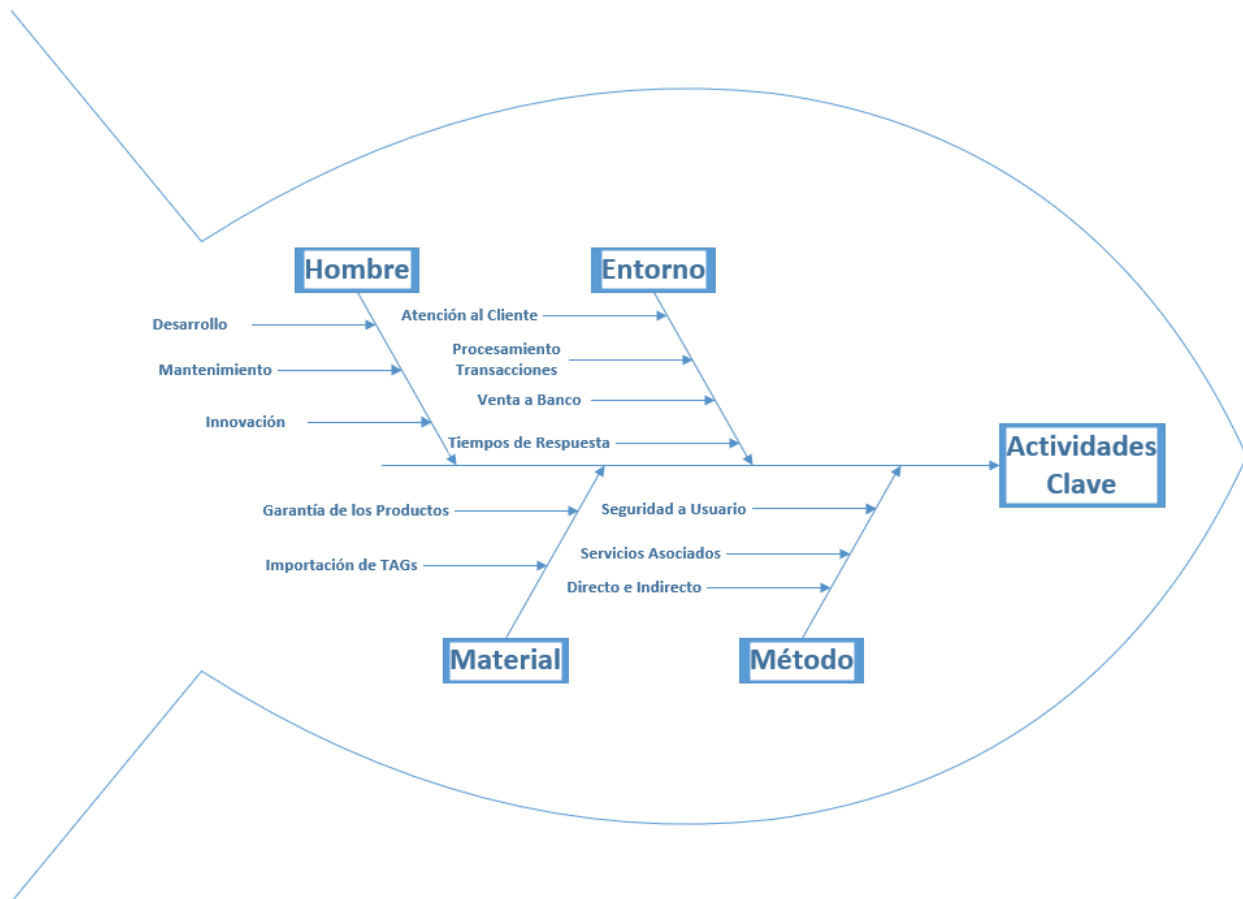 Hombre
Entorno
Desarrollo
Mantenimiento
Innovación
Atención al Cliente
Procesamiento
Transacciones
Venta a Banco
Tiempos de Respuesta
Actividades
Clave
Garantía de los Productos
Importación de TAGs
Seguridad a Usuario
Servicios Asociados
Directo e Indirecto
Material
Método